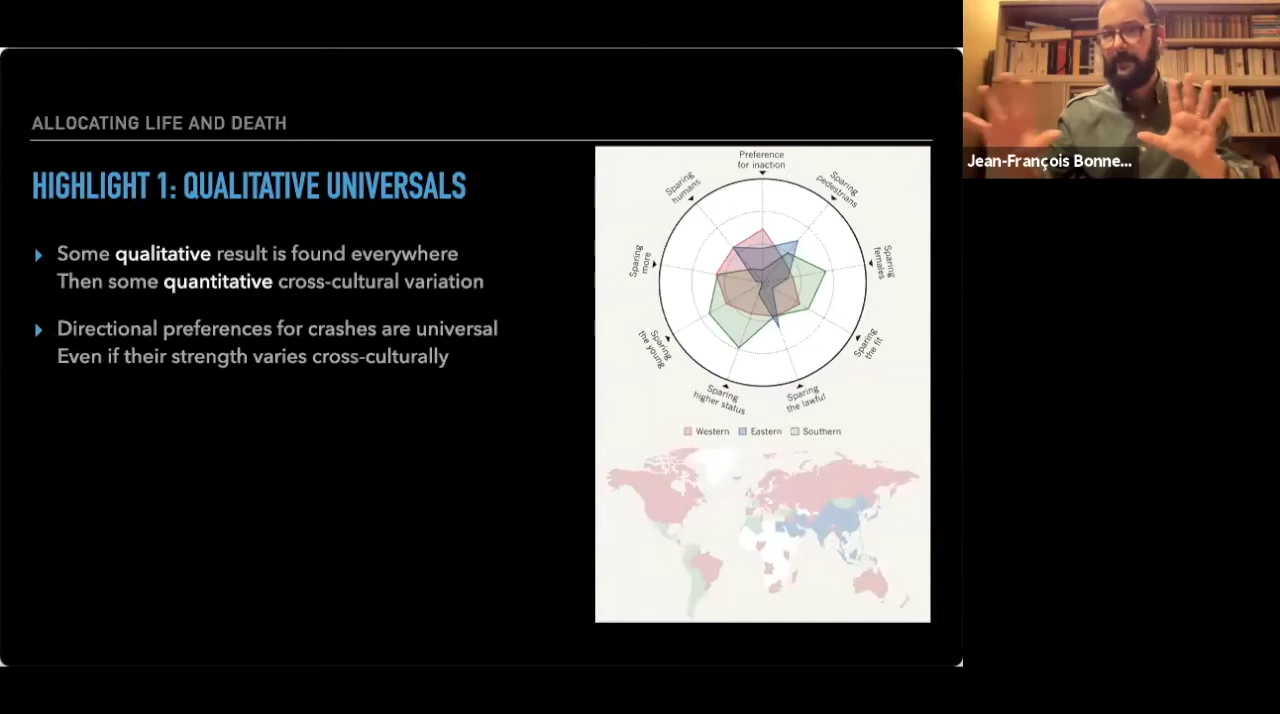 ALLOCATING LIFE AND DEATH
HIGHLIGHT 1: QUALITATIVE UNIVERSALS
Some qualitative result is found everywhere
Then some quantitative cross-cultural variation
Directional preferences for crashes are universal
Even if their strength varies cross-culturally
Preference
for inaction
Sparing
pedestrians
Sparing
females
Sparing
the fit
Sparing
the lawful
Sparing
higher status
Sparing
the young
Sparing
more
Sparing
humans
Western Eastern Southern
Jean-François Bonne...